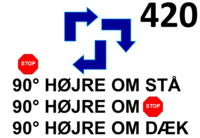 420
STOP
90° HØJRE OM STÅ
90° HØJRE OM STOP
90° HØJRE OM DÆK